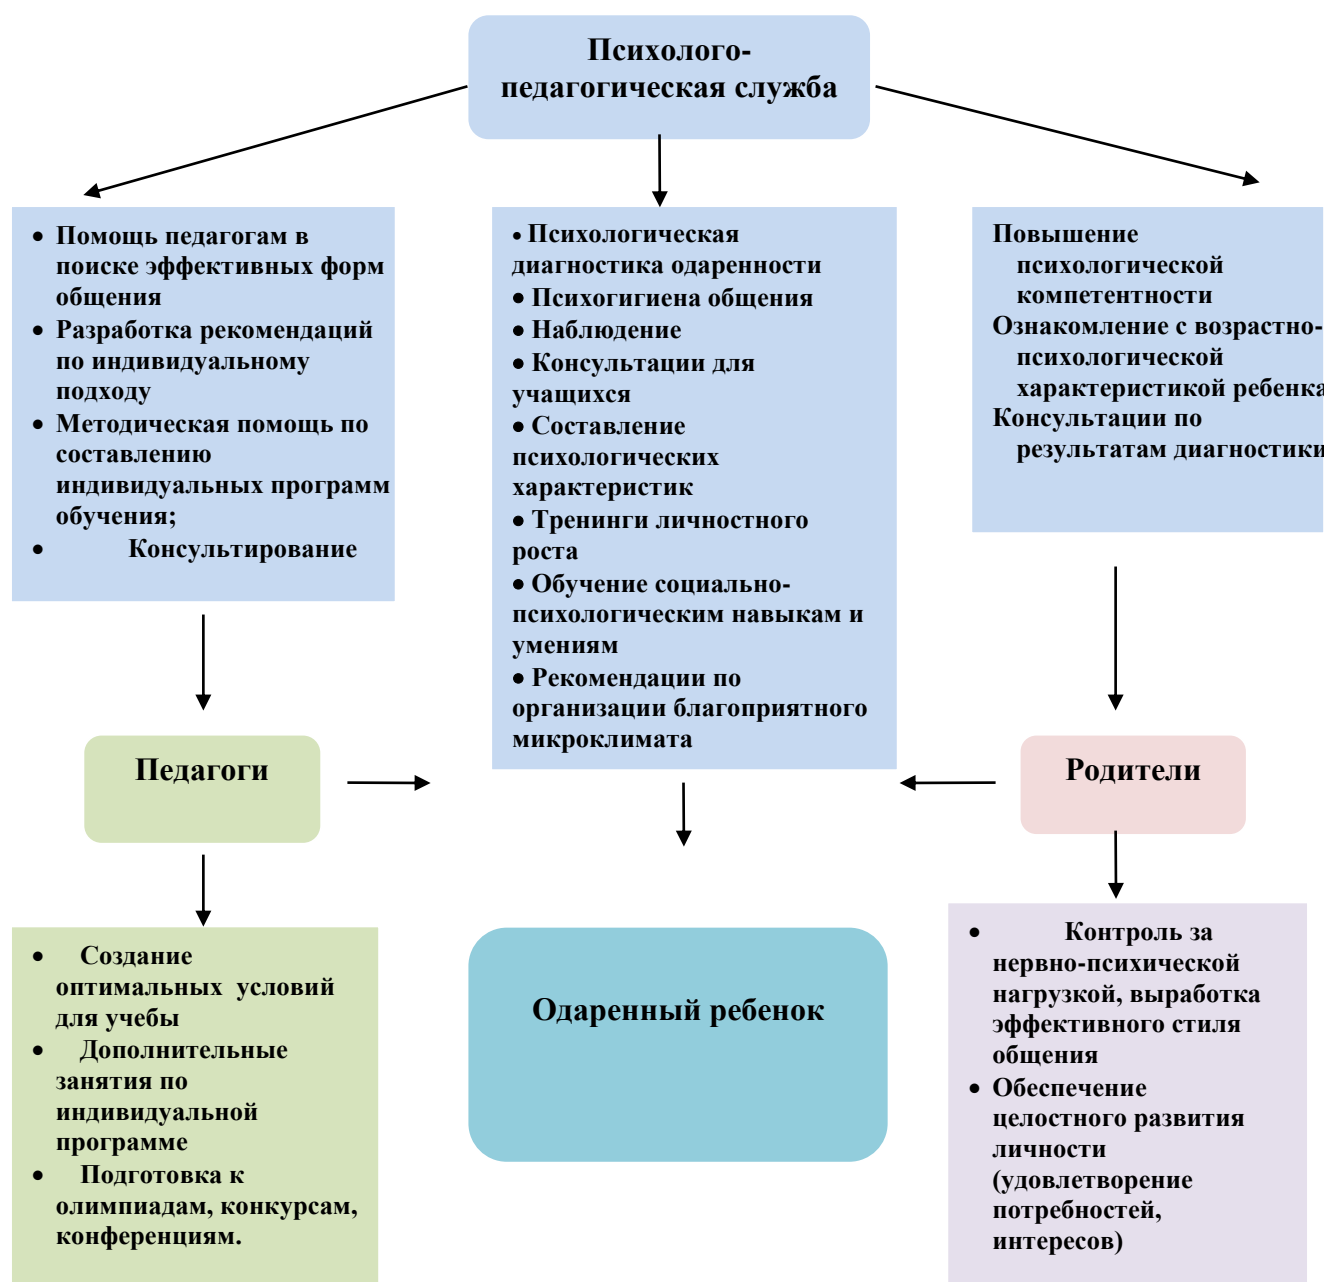 Психолого-
педагогическая служба
• Помощь педагогам в
поиске эффективных форм
общения
• Разработка рекомендаций
по индивидуальному
подходу
• Методическая помощь по
составлению
индивидуальных программ
обучения;
• Консультирование
• Психологическая
диагностика одаренности
• Психогигиена общения
• Наблюдение
• Консультации для
учащихся
• Составление
психологических
характеристик
• Тренинги личностного
роста
• Обучение социально-
психологическим навыкам и
умениям
• Рекомендации по
организации благоприятного
микроклимата
Повышение
психологической
компетентности
Ознакомление с возрастно-
психологической
характеристикой ребенка
Консультации по
результатам диагностики
Педагоги
Родители
• Создание
оптимальных условий
для учебы
• Дополнительные
занятия по
индивидуальной
программе
• Подготовка к
олимпиадам, конкурсам,
конференциям.
Одаренный ребенок
• Контроль за
нервно-психической
нагрузкой, выработка
эффективного стиля
общения
• Обеспечение
целостного развития
личности
(удовлетворение
потребностей,
интересов)